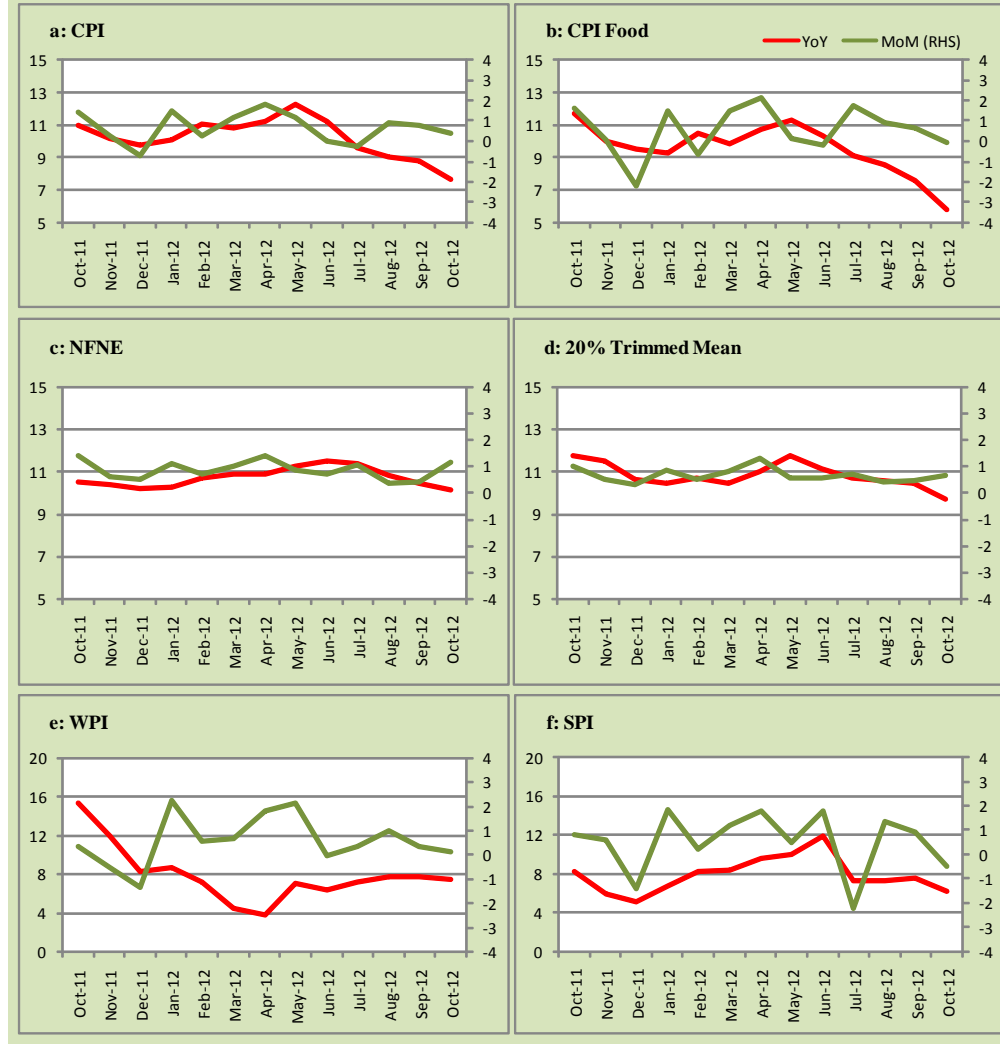 a: CPI
15
13
11
9
7
5
4
3
2
1
0
-1
-2
-3
-4
Oct-11
Nov-11
Dec-11
Jan-12
Feb-12
Mar-12
Apr-12
May-12
Jun-12
Jul-12
Aug-12
Sep-12
Oct-12
b: CPI Food
YoY
MoM (RHS)
15
13
11
9
7
5
4
3
2
1
0
-1
-2
-3
-4
Oct-11
Nov-11
Dec-11
Jan-12
Feb-12
Mar-12
Apr-12
May-12
Jun-12
Jul-12
Aug-12
Sep-12
Oct-12
c: NFNE
15
13
11
9
7
5
4
3
2
1
0
-1
-2
-3
-4
Oct-11
Nov-11
Dec-11
Jan-12
Feb-12
Mar-12
Apr-12
May-12
Jun-12
Jul-12
Aug-12
Sep-12
Oct-12
d: 20% Trimmed Mean
15
13
11
9
7
5
4
3
2
1
0
-1
-2
-3
-4
Oct-11
Nov-11
Dec-11
Jan-12
Feb-12
Mar-12
Apr-12
May-12
Jun-12
Jul-12
Aug-12
Sep-12
Oct-12
e: WPI
20
16
12
8
4
0
4
3
2
1
0
-1
-2
-3
-4
Oct-11
Nov-11
Dec-11
Jan-12
Feb-12
Mar-12
Apr-12
May-12
Jun-12
Jul-12
Aug-12
Sep-12
Oct-12
f: SPI
20
16
12
8
4
0
4
3
2
1
0
-1
-2
-3
-4
Oct-11
Nov-11
Dec-11
Jan-12
Feb-12
Mar-12
Apr-12
May-12
Jun-12
Jul-12
Aug-12
Sep-12
Oct-12